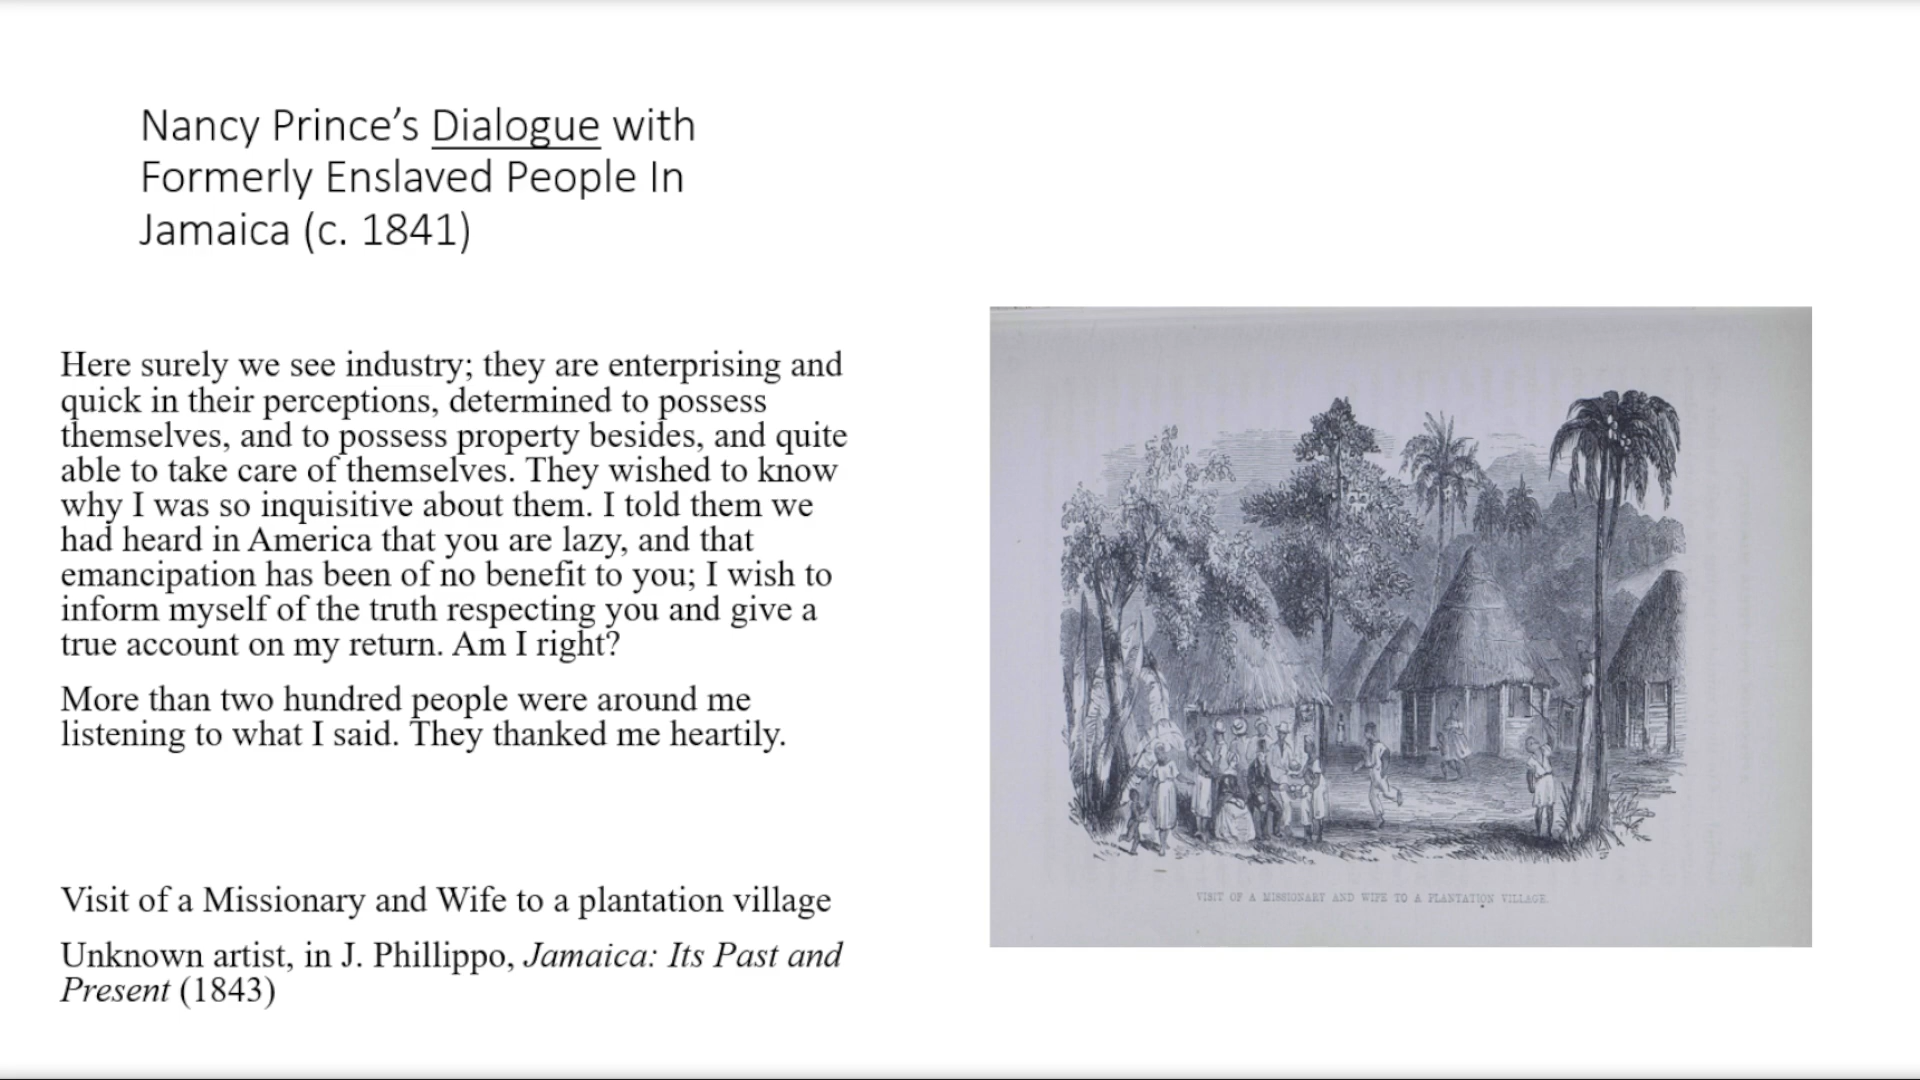 Nancy Prince’s Dialogue with
Formerly Enslaved People In
Jamaica (c. 1841)
Here surely we see industry; they are enterprising and
quick in their perceptions, determined to possess
themselves, and to possess property besides, and quite
able to take care of themselves. They wished to know
why I was so inquisitive about them. I told them we
had heard in America that you are lazy, and that
emancipation has been of no benefit to you; I wish to
inform myself of the truth respecting you and give a
true account on my return. Am I right?
More than two hundred people were around me
listening to what I said. They thanked me heartily.
Visit of a Missionary and Wife to a plantation village
Unknown artist, in J. Phillippo, Jamaica: Its Past and
Present (1843)
VISIT OF A MISSIONARY AND WIFE TO A PLANTATION VILLAGE.